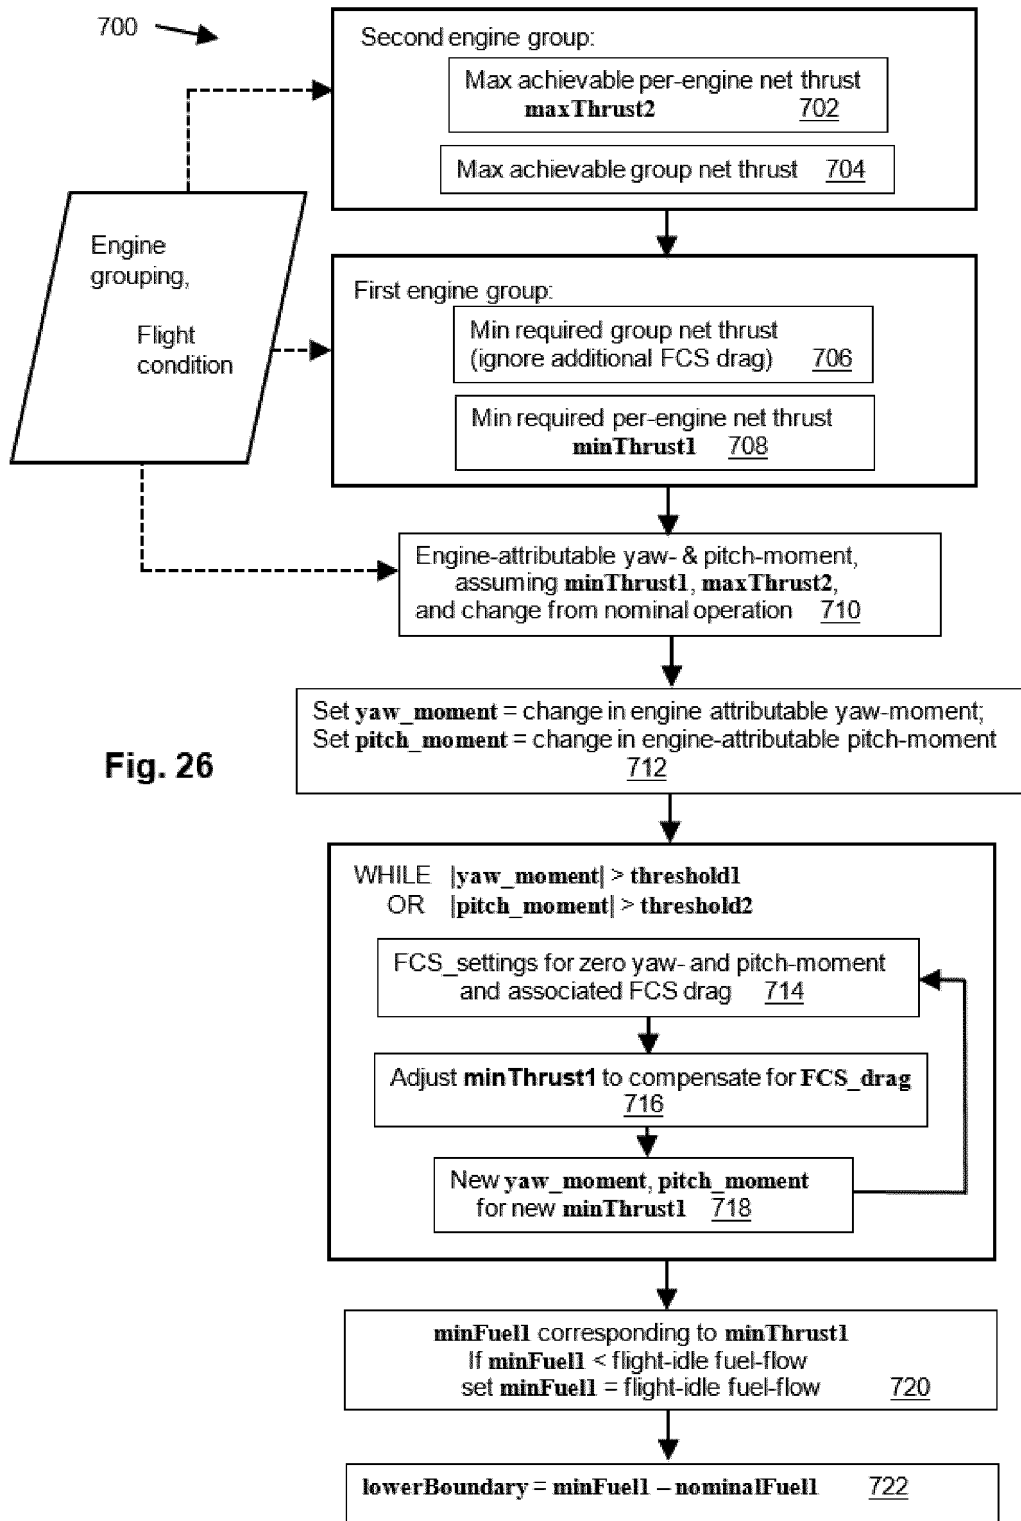 700
Second engine group:
Max achievable per-engine net thrust
maxThrust2 702
Max achievable group net thrust 704
Engine
grouping,
Flight
condition
First engine group:
Min required group net thrust
(ignore additional FCS drag) 706
Min required per-engine net thrust
minThrust1 708
Engine-attributable yaw- & pitch-moment,
assuming minThrust1, maxThrust2,
and change from nominal operation 710
Set yaw_moment = change in engine attributable yaw-moment;
Set pitch_moment = change in engine-attributable pitch-moment
712
Fig. 26
WHILE |yaw_moment| > threshold1
OR |pitch_moment| > threshold2
FCS_settings for zero yaw- and pitch-moment
and associated FCS drag 714
Adjust minThrust1 to compensate for FCS_drag
716
New yaw_moment, pitch_moment
for new minThrust1 718
minFuel1 corresponding to minThrust1
If minFuel1 < flight-idle fuel-flow
set minFuel1 = flight-idle fuel-flow 720
lowerBoundary = minFuel1 – nominalFuel1 722